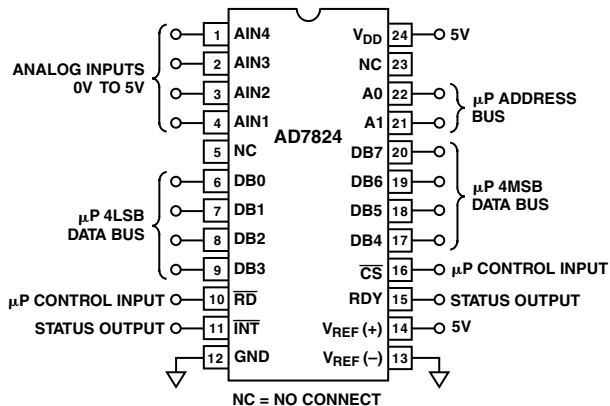 ANALOG INPUTS
0V TO 5V
μP 4LSB
DATA BUS
μP CONTROL INPUT
STATUS OUTPUT
1 AIN4
2 AIN3
3 AIN2
4 AIN1
5 NC
6 DB0
7 DB1
8 DB2
9 DB3
10 R̅D̅
11 I̅N̅T̅
12 GND
AD7824
VDD 24 5V
NC 23
A0 22
A1 21
DB7 20
DB6 19
DB5 18
DB4 17
C̅S̅ 16 μP CONTROL INPUT
RDY 15 STATUS OUTPUT
VREF (+) 14 5V
VREF (–) 13
μP ADDRESS
BUS
μP 4MSB
DATA BUS
NC = NO CONNECT